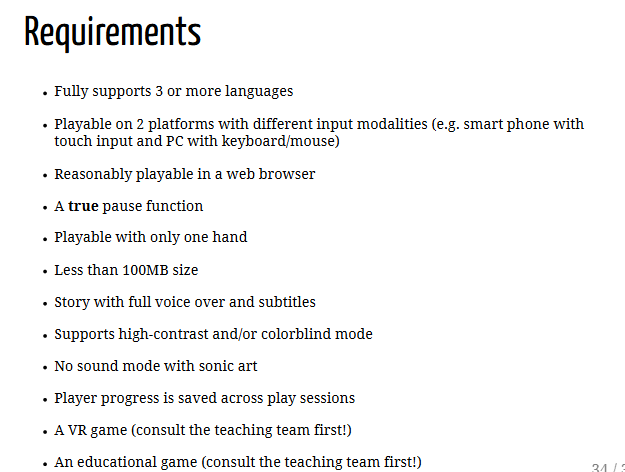 Requirements
• Fully supports 3 or more languages
• Playable on 2 platforms with different input modalities (e.g. smart phone with
touch input and PC with keyboard/mouse)
• Reasonably playable in a web browser
• A true pause function
• Playable with only one hand
• Less than 100MB size
• Story with full voice over and subtitles
• Supports high-contrast and/or colorblind mode
• No sound mode with sonic art
• Player progress is saved across play sessions
• A VR game (consult the teaching team first!)
• An educational game (consult the teaching team first!)
34 /